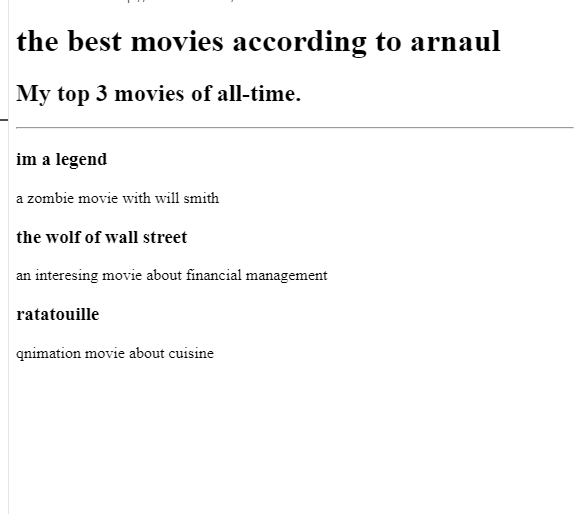 the best movies according to arnaul
My top 3 movies of all-time.
im a legend
a zombie movie with will smith
the wolf of wall street
an interesing movie about financial management
ratatouille
qnimation movie about cuisine